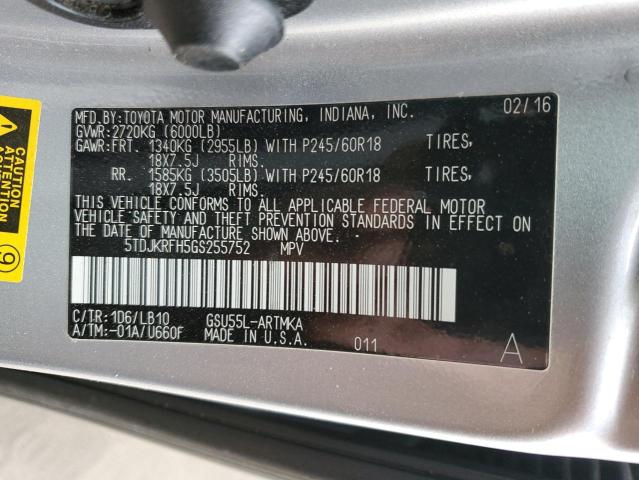 MFD.BY:TOYOTA MOTOR MANUFACTURING, INDIANA, INC. 02/16
GVWR:2720KG (6000LB)
GAWR:FRT. 1340KG (2955LB) WITH P245/60R18 TIRES,
18X7.5J RIMS.
RR. 1585KG (3505LB) WITH P245/60R18 TIRES,
18X7.5J RIMS.
THIS VEHICLE CONFORMS TO ALL APPLICABLE FEDERAL MOTOR
VEHICLE SAFETY AND THEFT PREVENTION STANDARDS IN EFFECT ON
THE DATE OF MANUFACTURE SHOWN ABOVE.
5TDJKRFH5GS255752 MPV
C/TR:1D6/LB10 GSU55L-ARTMKA
A/TM:-01A/U660F MADE IN U.S.A. 011 A
CAUTION
ATTENTION
9